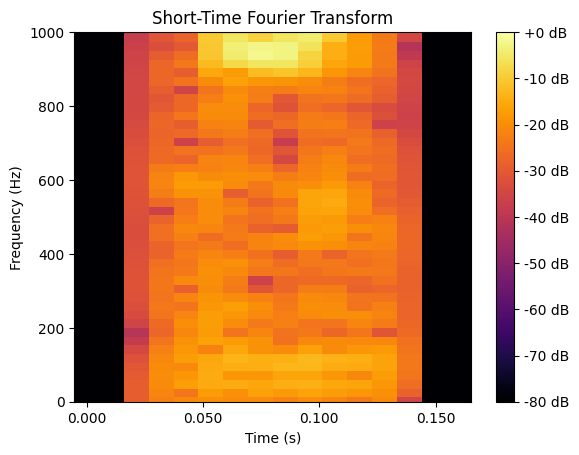 Short-Time Fourier Transform
1000
800
600
400
200
0
Frequency (Hz)
0.000
0.050
0.100
0.150
Time (s)
+0 dB
-10 dB
-20 dB
-30 dB
-40 dB
-50 dB
-60 dB
-70 dB
-80 dB